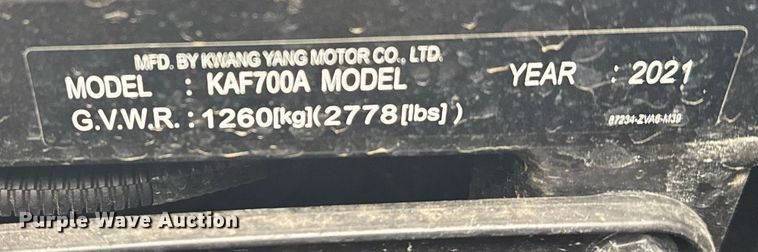 MFD. BY KWANG YANG MOTOR CO., LTD.
MODEL : KAF700A MODEL YEAR : 2021
G.V.W.R. : 1260[kg](2778[lbs])
87234-ZVA6-M39
Purple Wave Auction